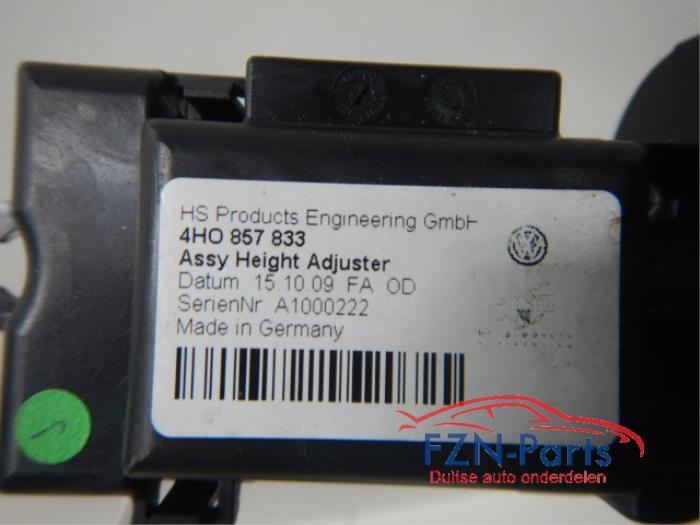 HS Products Engineering GmbH
4H0 857 833
Assy Height Adjuster
Datum: 15.10.09 FA OD
SerienNr. A1000222
Made in Germany
FZN-Parts
Duitse auto onderdelen